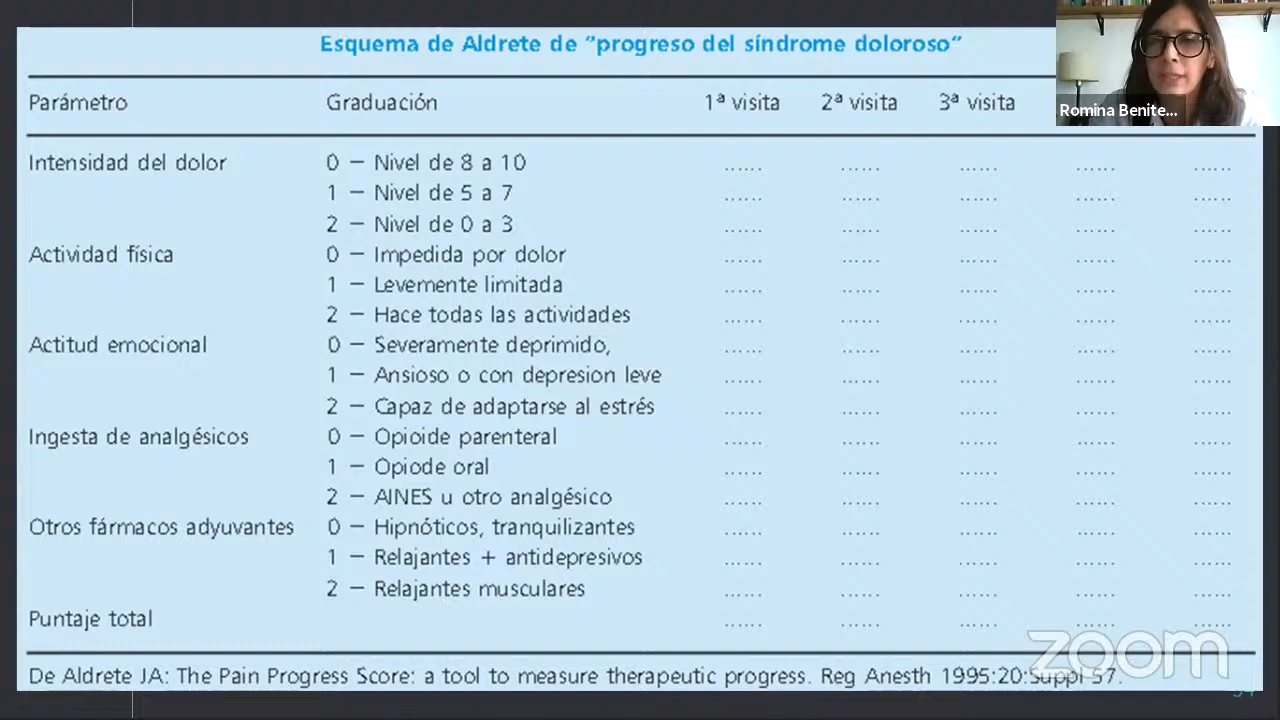 Esquema de Aldrete de “progreso del síndrome doloroso”
Parámetro Graduación 1ª visita 2ª visita 3ª visita
Romina Benite...
Intensidad del dolor 0 — Nivel de 8 a 10 ...... ...... ...... ...... ......
1 — Nivel de 5 a 7 ...... ...... ...... ...... ......
2 — Nivel de 0 a 3 ...... ...... ...... ...... ......
Actividad física 0 — Impedida por dolor ...... ...... ...... ...... ......
1 — Levemente limitada ...... ...... ...... ...... ......
2 — Hace todas las actividades ...... ...... ...... ...... ......
Actitud emocional 0 — Severamente deprimido, ...... ...... ...... ...... ......
1 — Ansioso o con depresion leve ...... ...... ...... ...... ......
2 — Capaz de adaptarse al estrés ...... ...... ...... ...... ......
Ingesta de analgésicos 0 — Opioide parenteral ...... ...... ...... ...... ......
1 — Opiode oral ...... ...... ...... ...... ......
2 — AINES u otro analgésico ...... ...... ...... ...... ......
Otros fármacos adyuvantes 0 — Hipnóticos, tranquilizantes ...... ...... ...... ...... ......
1 — Relajantes + antidepresivos ...... ...... ...... ...... ......
2 — Relajantes musculares ...... ...... ...... ...... ......
Puntaje total ...... ...... ...... ...... ......
zoom
De Aldrete JA: The Pain Progress Score: a tool to measure therapeutic progress. Reg Anesth 1995:20:Suppl 57.